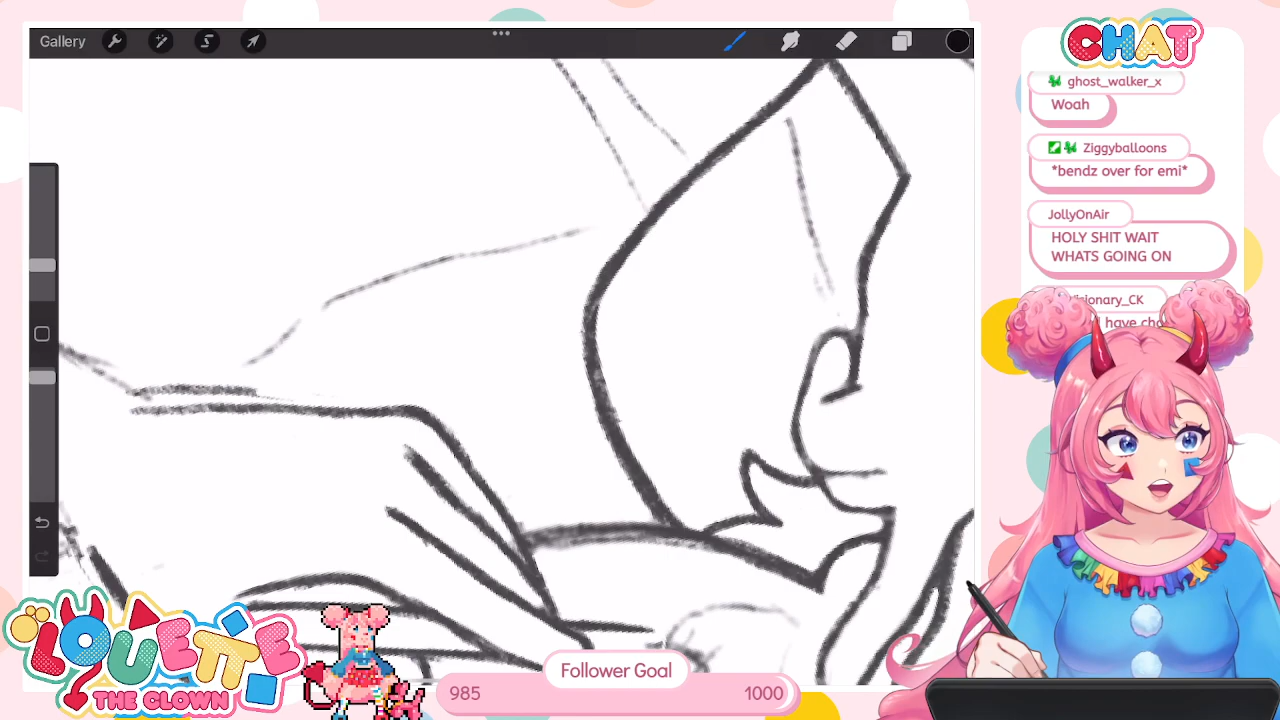 Gallery
CHAT
ghost_walker_x
Woah
Ziggyballoons
*bendz over for emi*
JollyOnAir
HOLY SHIT WAIT
WHATS GOING ON
have
LOUETTE
THE CLOWN
Follower Goal
985
1000